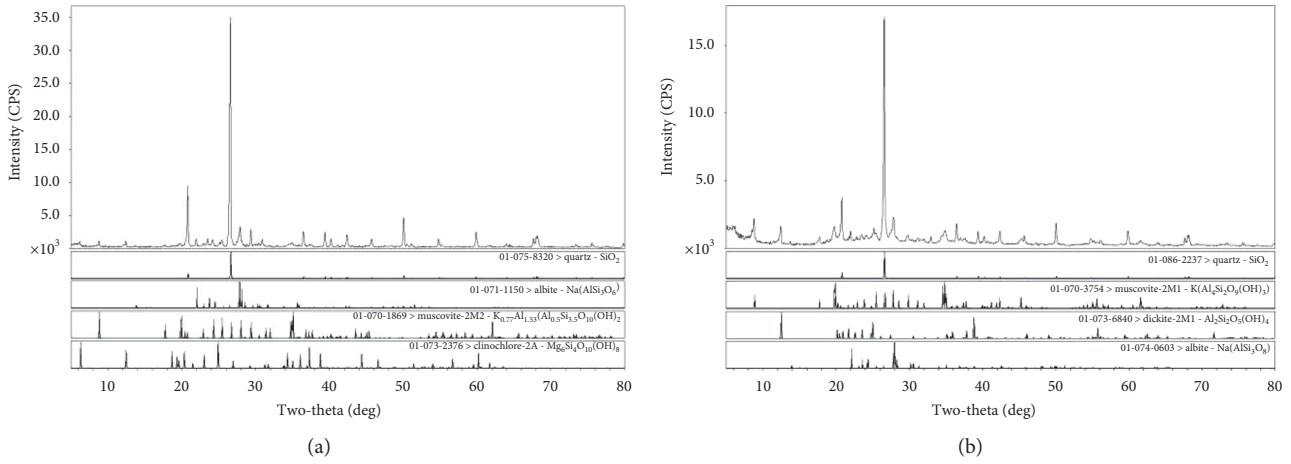 35.0
30.0
25.0
20.0
15.0
10.0
5.0
×10³
Intensity (CPS)
01-075-8320 > quartz - SiO₂
01-071-1150 > albite - Na(AlSi₃O₆)
01-070-1869 > muscovite-2M2 - K₀.₇₇Al₁.₅₃(Al₀.₅Si₃.₅O₁₀(OH)₂
01-073-2376 > clinochlore-2A - Mg₆Si₄O₁₀(OH)₈
10 20 30 40 50 60 70 80
Two-theta (deg)
(a)
15.0
10.0
5.0
×10³
Intensity (CPS)
01-086-2237 > quartz - SiO₂
01-070-3754 > muscovite-2M1 - K(Al₄Si₂O₉(OH)₃)
01-073-6840 > dickite-2M1 - Al₂Si₂O₅(OH)₄
01-074-0603 > albite - Na(AlSi₃O₈)
10 20 30 40 50 60 70 80
Two-theta (deg)
(b)